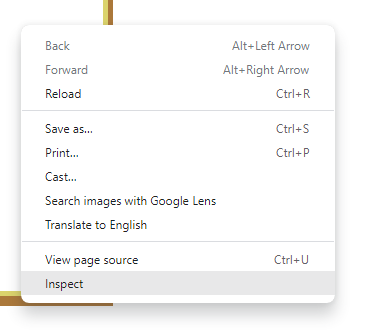 Back Alt+Left Arrow
Forward Alt+Right Arrow
Reload Ctrl+R
Save as... Ctrl+S
Print... Ctrl+P
Cast...
Search images with Google Lens
Translate to English
View page source Ctrl+U
Inspect